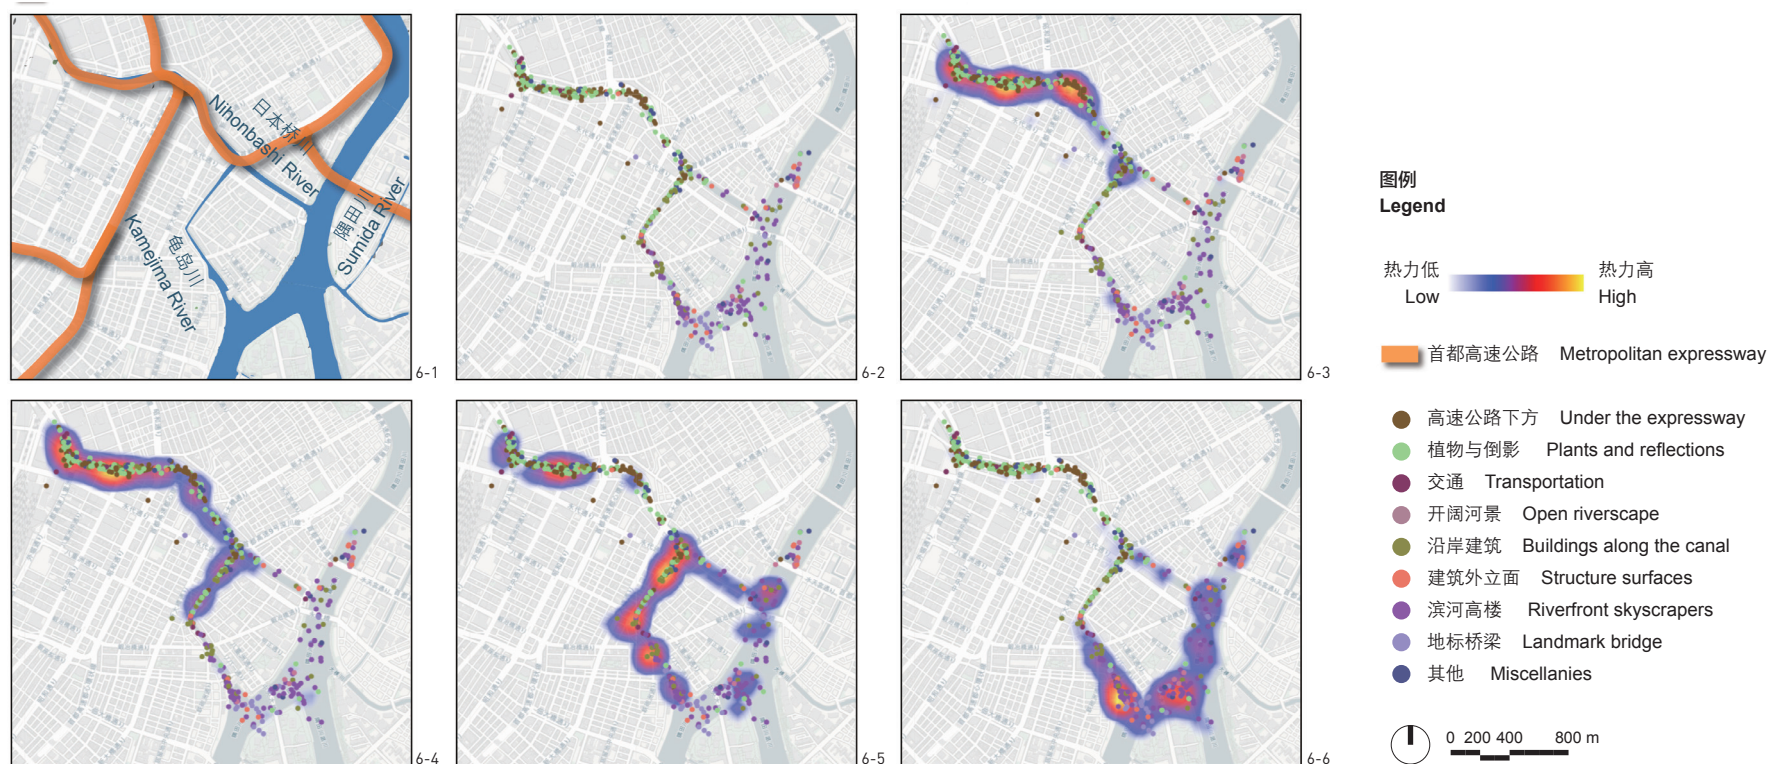 日本桥川
Nihonbashi River
隅田川
Sumida River
龟岛川
Kamejima River
6-1
6-2
6-3
图例
Legend
热力低 热力高
Low High
首都高速公路 Metropolitan expressway
高速公路下方 Under the expressway
植物与倒影 Plants and reflections
交通 Transportation
开阔河景 Open riverscape
沿岸建筑 Buildings along the canal
建筑外立面 Structure surfaces
滨河高楼 Riverfront skyscrapers
地标桥梁 Landmark bridge
其他 Miscellanies
0 200 400 800 m
6-4
6-5
6-6